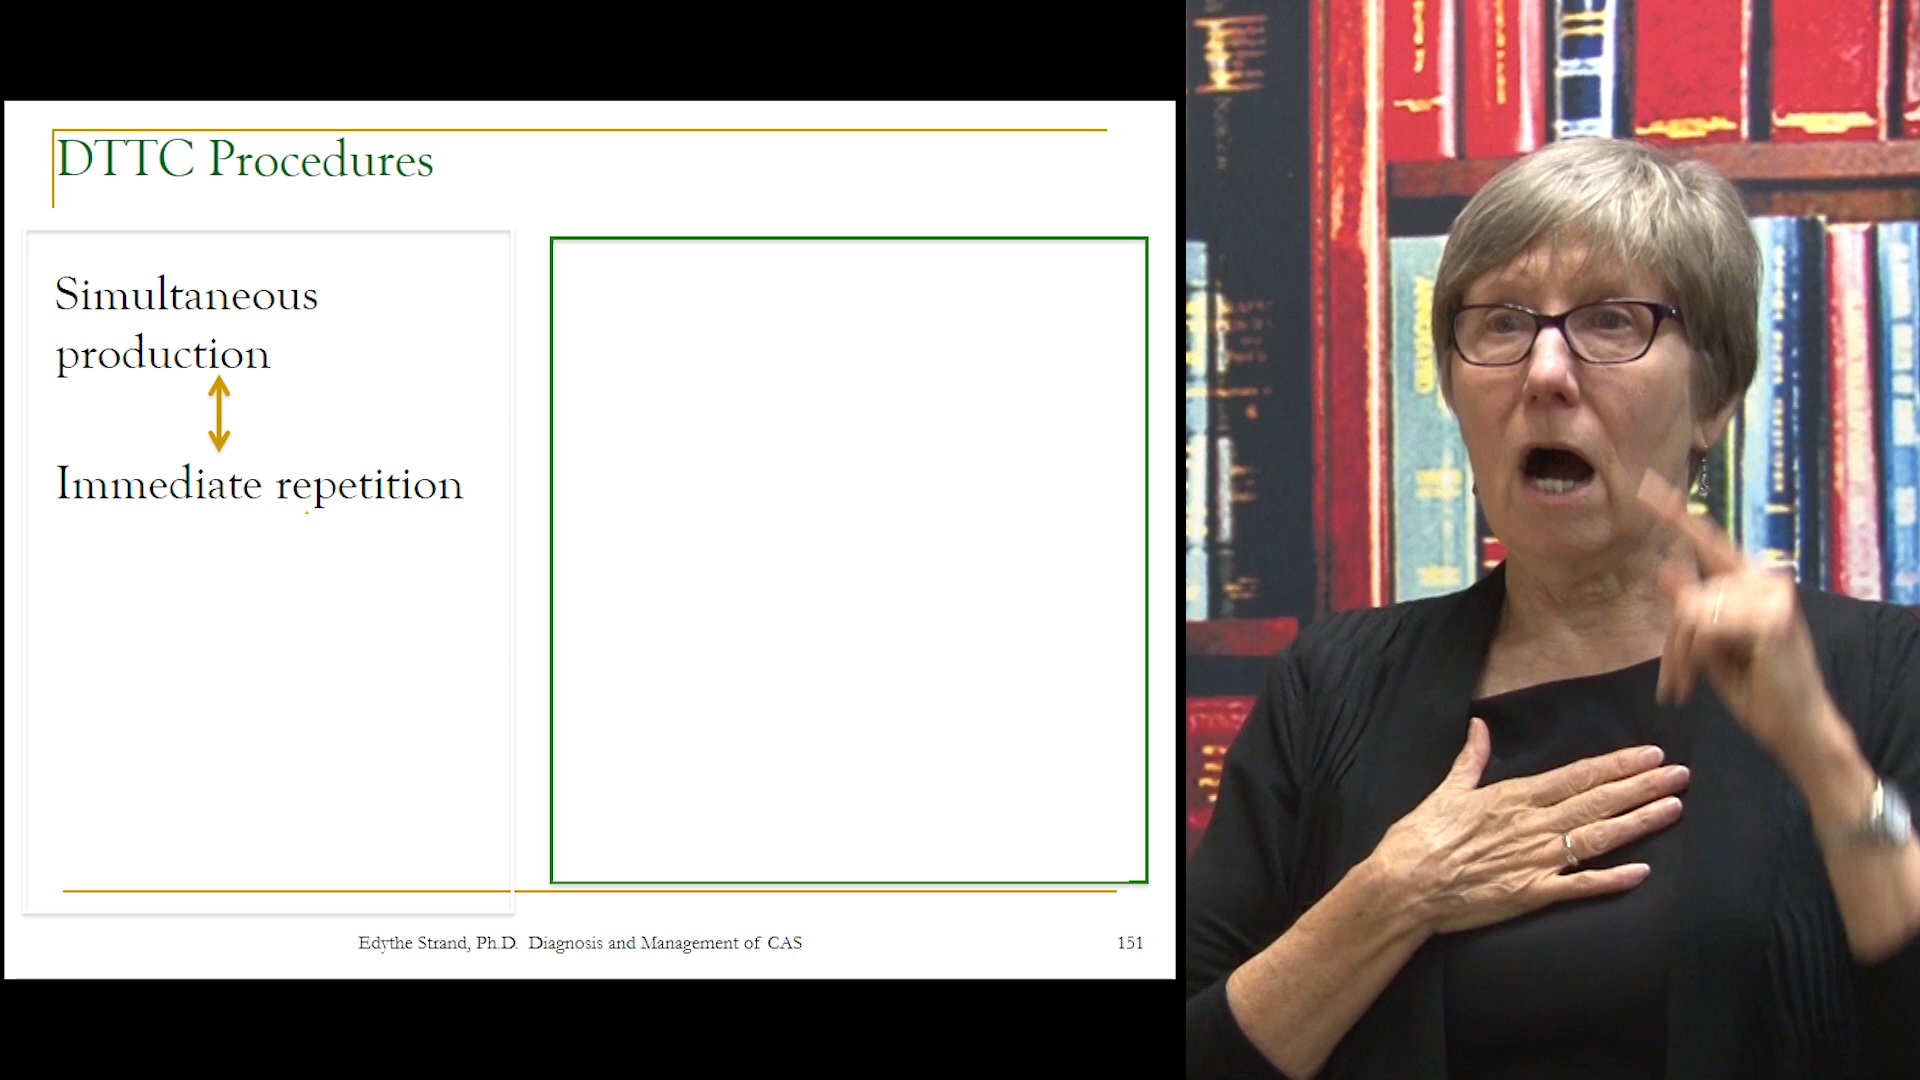 DTTC Procedures
Simultaneous
production
Immediate repetition
Edythe Strand, Ph.D. Diagnosis and Management of CAS
151